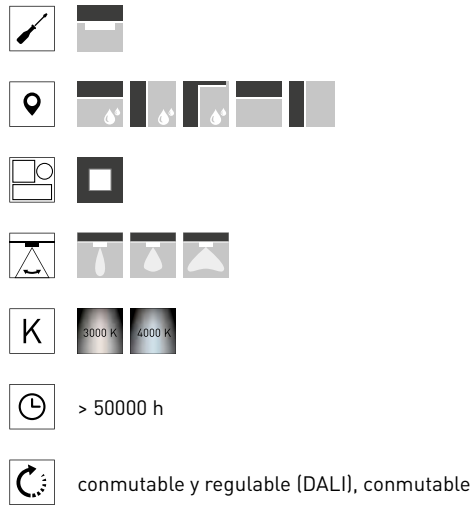 K
3000 K
4000 K
> 50000 h
conmutable y regulable (DALI), conmutable